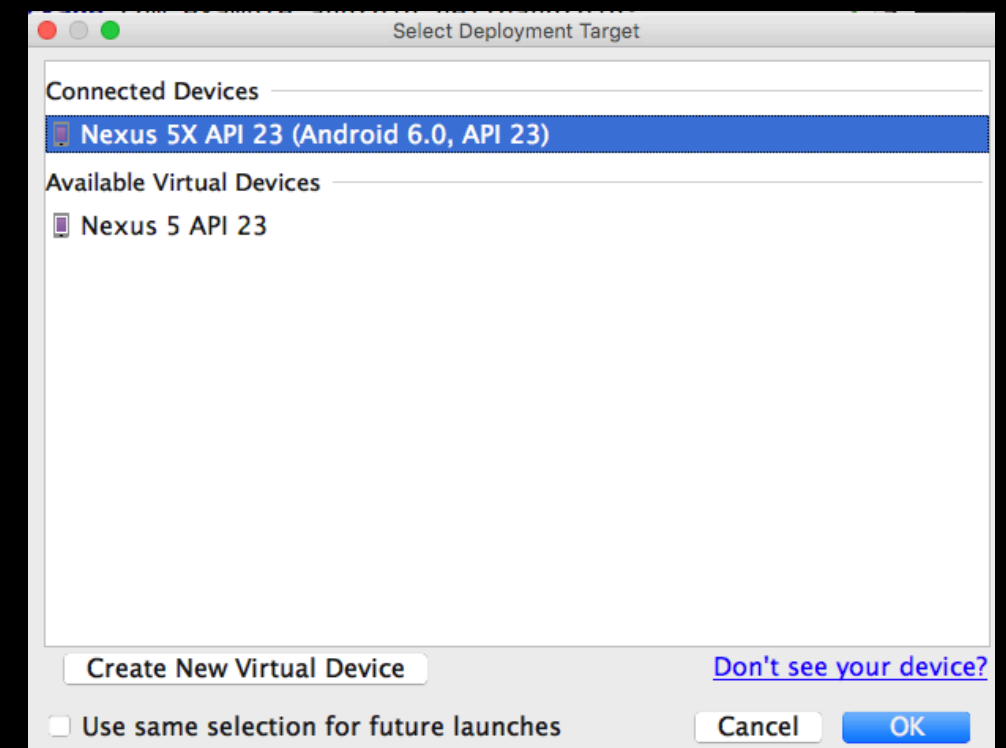 Select Deployment Target
Connected Devices
Nexus 5X API 23 (Android 6.0, API 23)
Available Virtual Devices
Nexus 5 API 23
Create New Virtual Device
Don't see your device?
Use same selection for future launches
Cancel
OK